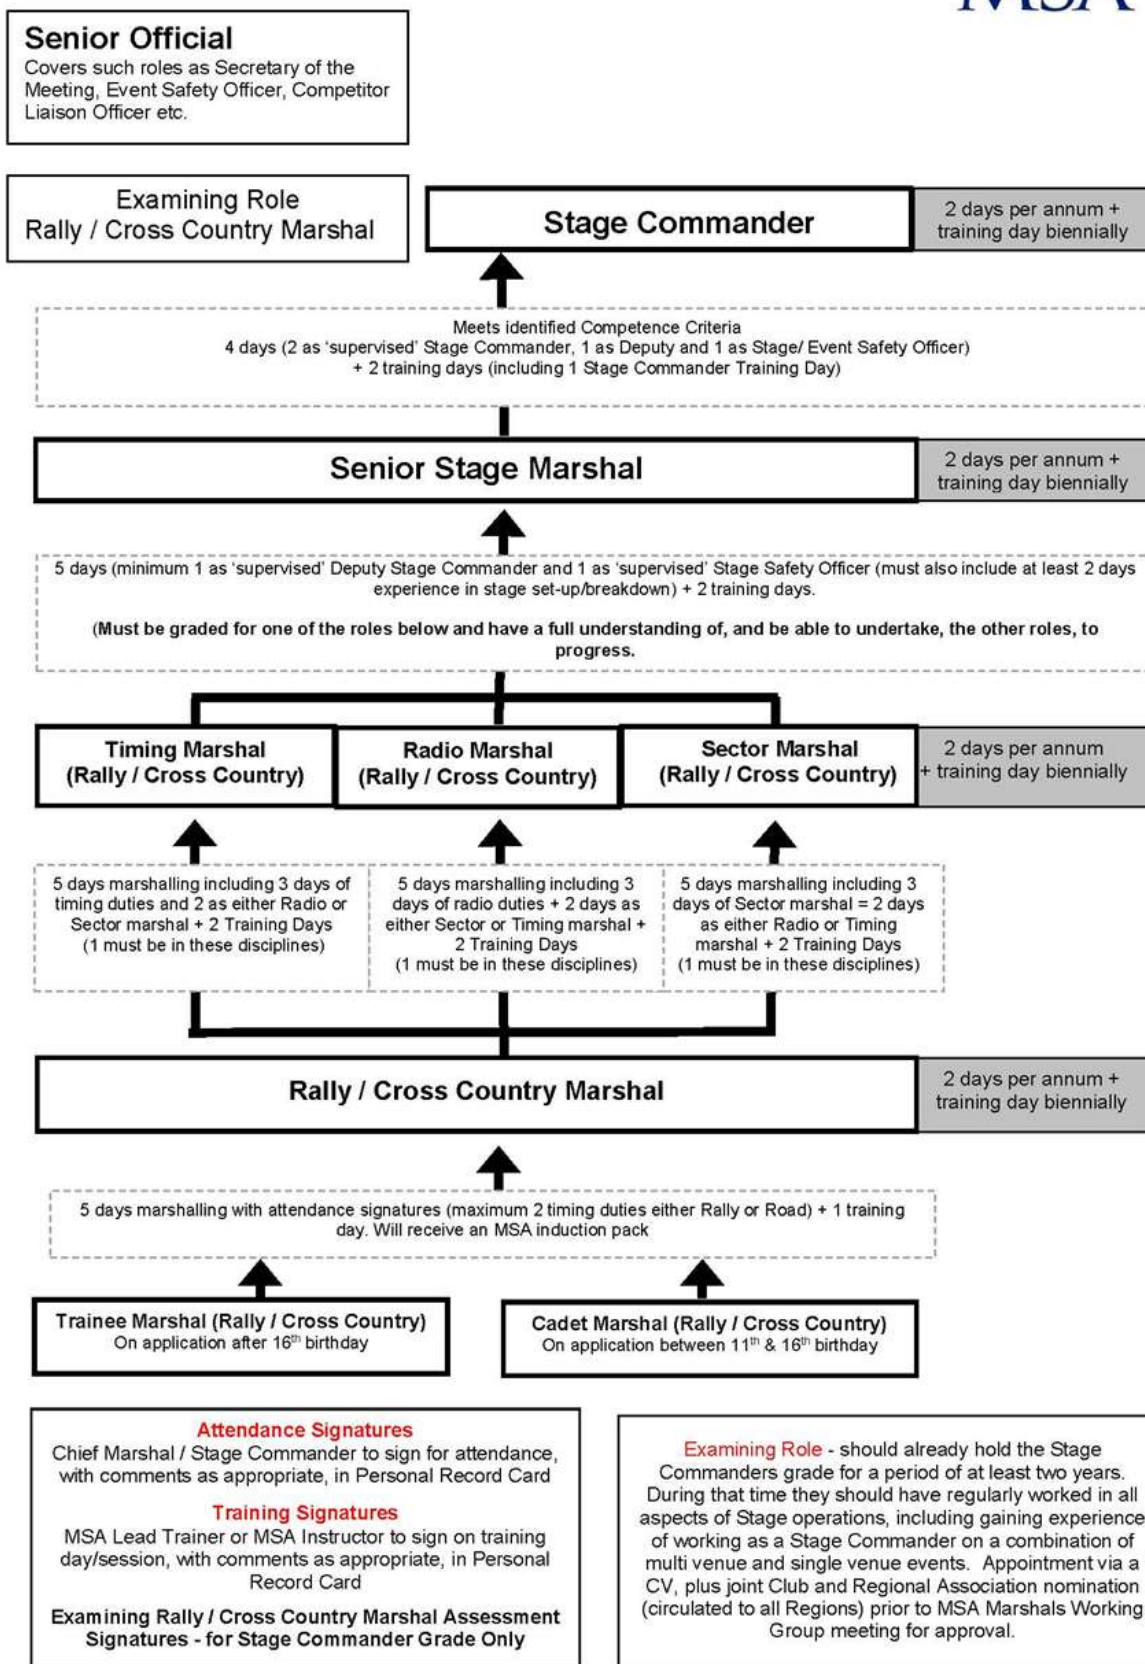 MSA
Senior Official
Covers such roles as Secretary of the
Meeting, Event Safety Officer, Competitor
Liaison Officer etc.
Examining Role
Rally / Cross Country Marshal
Stage Commander
2 days per annum +
training day biennially
Meets identified Competence Criteria
4 days (2 as ‘supervised’ Stage Commander, 1 as Deputy and 1 as Stage/ Event Safety Officer)
+ 2 training days (including 1 Stage Commander Training Day)
Senior Stage Marshal
2 days per annum +
training day biennially
5 days (minimum 1 as ‘supervised’ Deputy Stage Commander and 1 as ‘supervised’ Stage Safety Officer (must also include at least 2 days
experience in stage set-up/breakdown) + 2 training days.
(Must be graded for one of the roles below and have a full understanding of, and be able to undertake, the other roles, to
progress.
Timing Marshal
(Rally / Cross Country)
Radio Marshal
(Rally / Cross Country)
Sector Marshal
(Rally / Cross Country)
2 days per annum
+ training day biennially
5 days marshalling including 3 days of
timing duties and 2 as either Radio or
Sector marshal + 2 Training Days
(1 must be in these disciplines)
5 days marshalling including 3
days of radio duties + 2 days as
either Sector or Timing marshal +
2 Training Days
(1 must be in these disciplines)
5 days marshalling including 3
days of Sector marshal = 2 days
as either Radio or Timing
marshal + 2 Training Days
(1 must be in these disciplines)
Rally / Cross Country Marshal
2 days per annum +
training day biennially
5 days marshalling with attendance signatures (maximum 2 timing duties either Rally or Road) + 1 training
day. Will receive an MSA induction pack
Trainee Marshal (Rally / Cross Country)
On application after 16th birthday
Cadet Marshal (Rally / Cross Country)
On application between 11th & 16th birthday
Attendance Signatures
Chief Marshal / Stage Commander to sign for attendance,
with comments as appropriate, in Personal Record Card
Training Signatures
MSA Lead Trainer or MSA Instructor to sign on training
day/session, with comments as appropriate, in Personal
Record Card
Examining Rally / Cross Country Marshal Assessment
Signatures - for Stage Commander Grade Only
Examining Role - should already hold the Stage
Commanders grade for a period of at least two years.
During that time they should have regularly worked in all
aspects of Stage operations, including gaining experience
of working as a Stage Commander on a combination of
multi venue and single venue events. Appointment via a
CV, plus joint Club and Regional Association nomination
(circulated to all Regions) prior to MSA Marshals Working
Group meeting for approval.